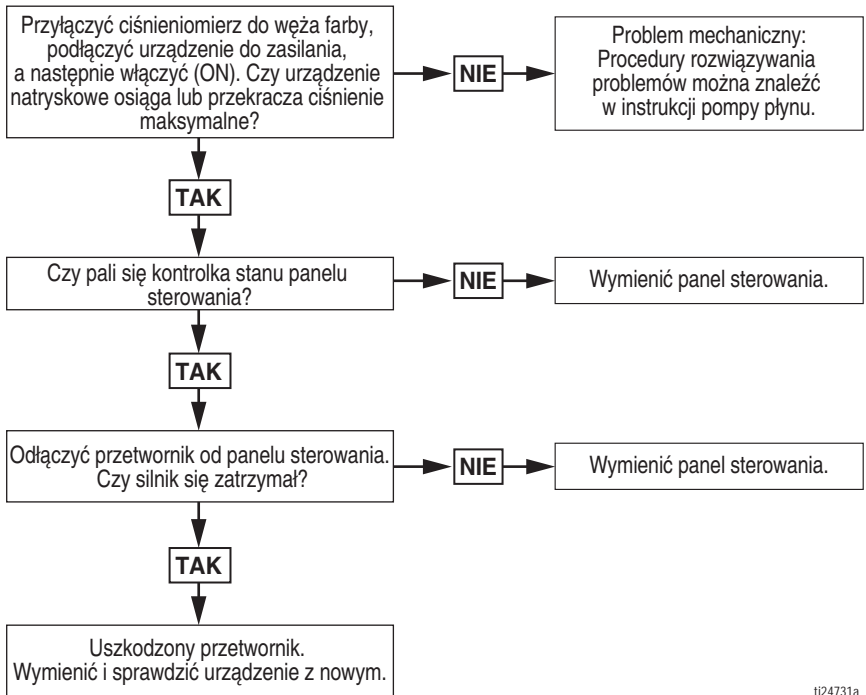 Przyłączyć ciśnieniomierz do węża farby,
podłączyć urządzenie do zasilania,
a następnie włączyć (ON). Czy urządzenie
natryskowe osiąga lub przekracza ciśnienie
maksymalne?
NIE
Problem mechaniczny:
Procedury rozwiązywania
problemów można znaleźć
w instrukcji pompy płynu.
TAK
Czy pali się kontrolka stanu panelu
sterowania?
NIE
Wymienić panel sterowania.
TAK
Odłączyć przetwornik od panelu sterowania.
Czy silnik się zatrzymał?
NIE
Wymienić panel sterowania.
TAK
Uszkodzony przetwornik.
Wymienić i sprawdzić urządzenie z nowym.
ti24731a